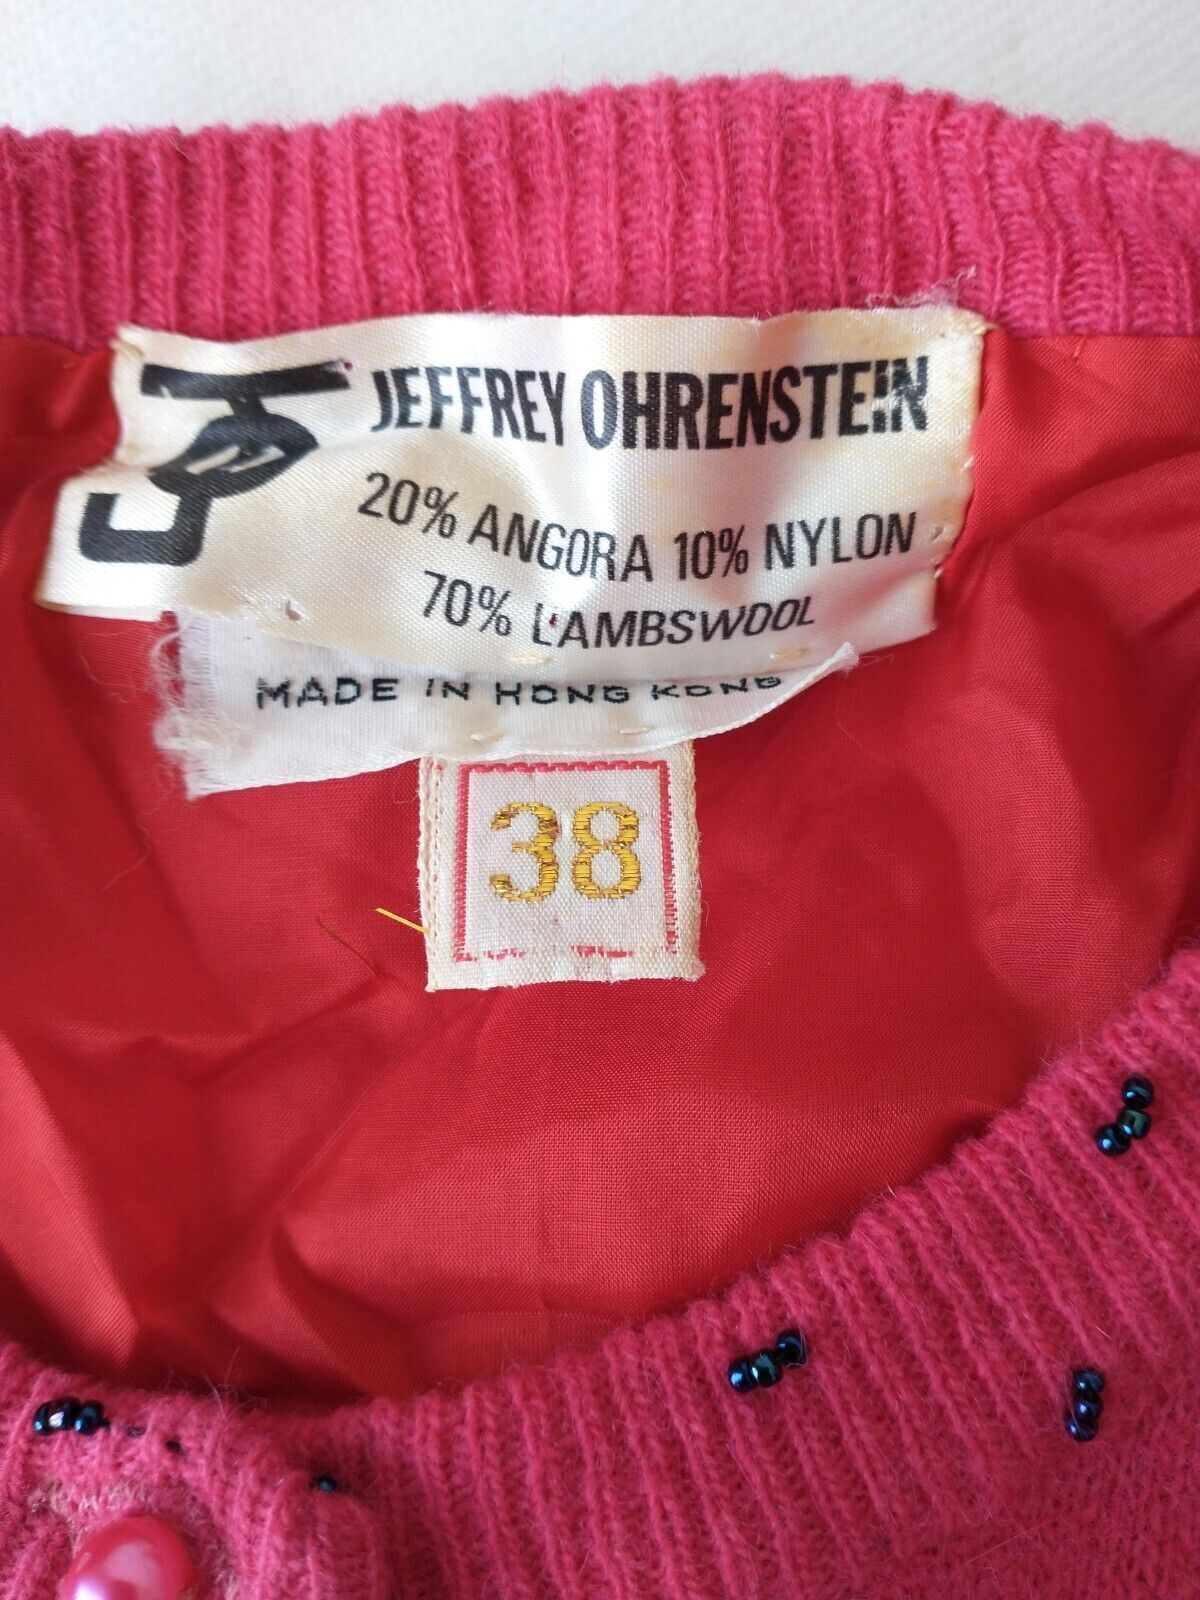 JEFFREY OHRENSTEIN
20% ANGORA 10% NYLON
70% LAMBSWOOL
MADE IN HONG KONG
38